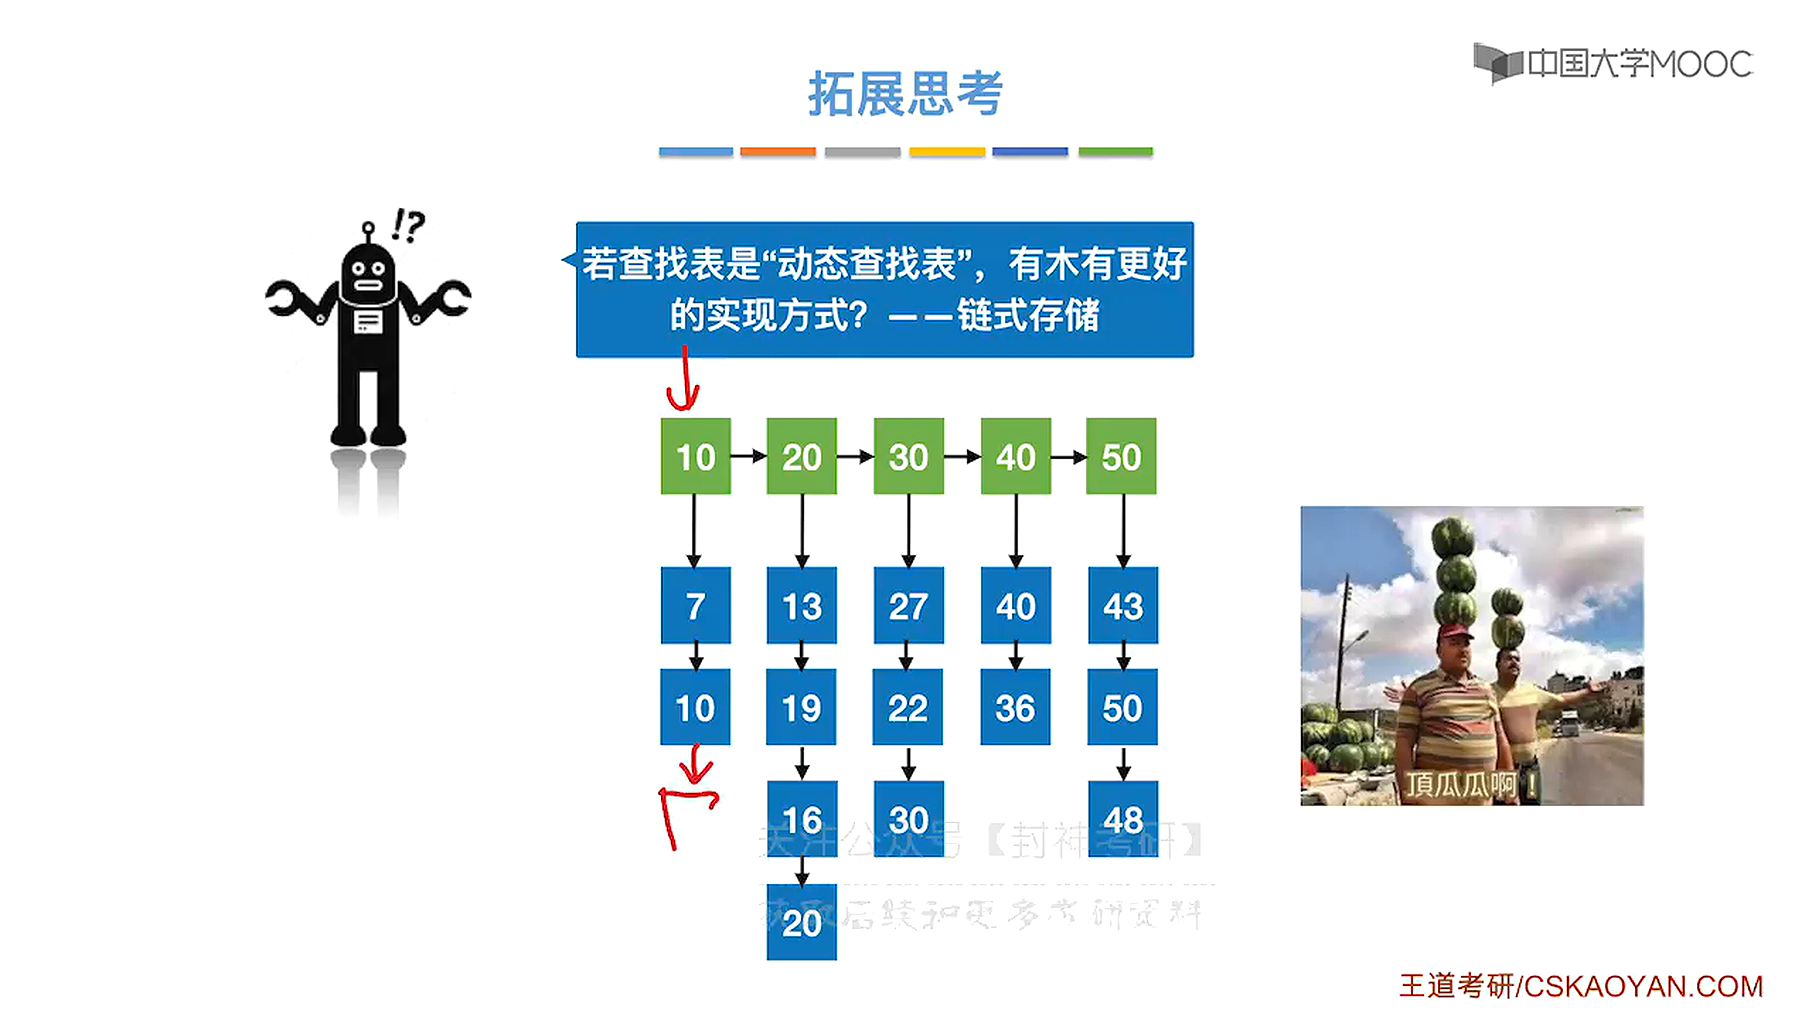 中国大学MOOC
拓展思考
!?
若查找表是“动态查找表”，有木有更好
的实现方式？——链式存储
10 20 30 40 50
7 13 27 40 43
10 19 22 36 50
16 30 48
20
頂瓜瓜啊！
关注公众号【封神考研】
获取后续和更多考研资料
王道考研/CSKAOYAN.COM